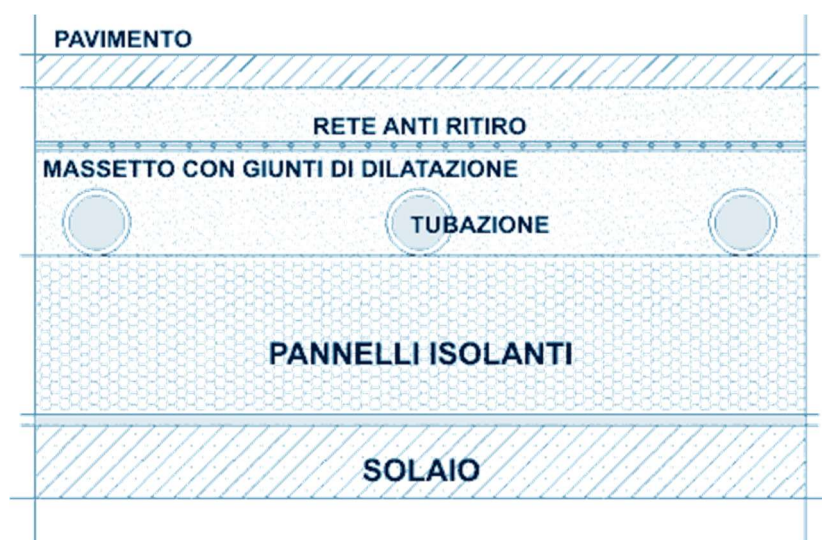 PAVIMENTO
RETE ANTI RITIRO
MASSETTO CON GIUNTI DI DILATAZIONE
TUBAZIONE
PANNELLI ISOLANTI
SOLAIO